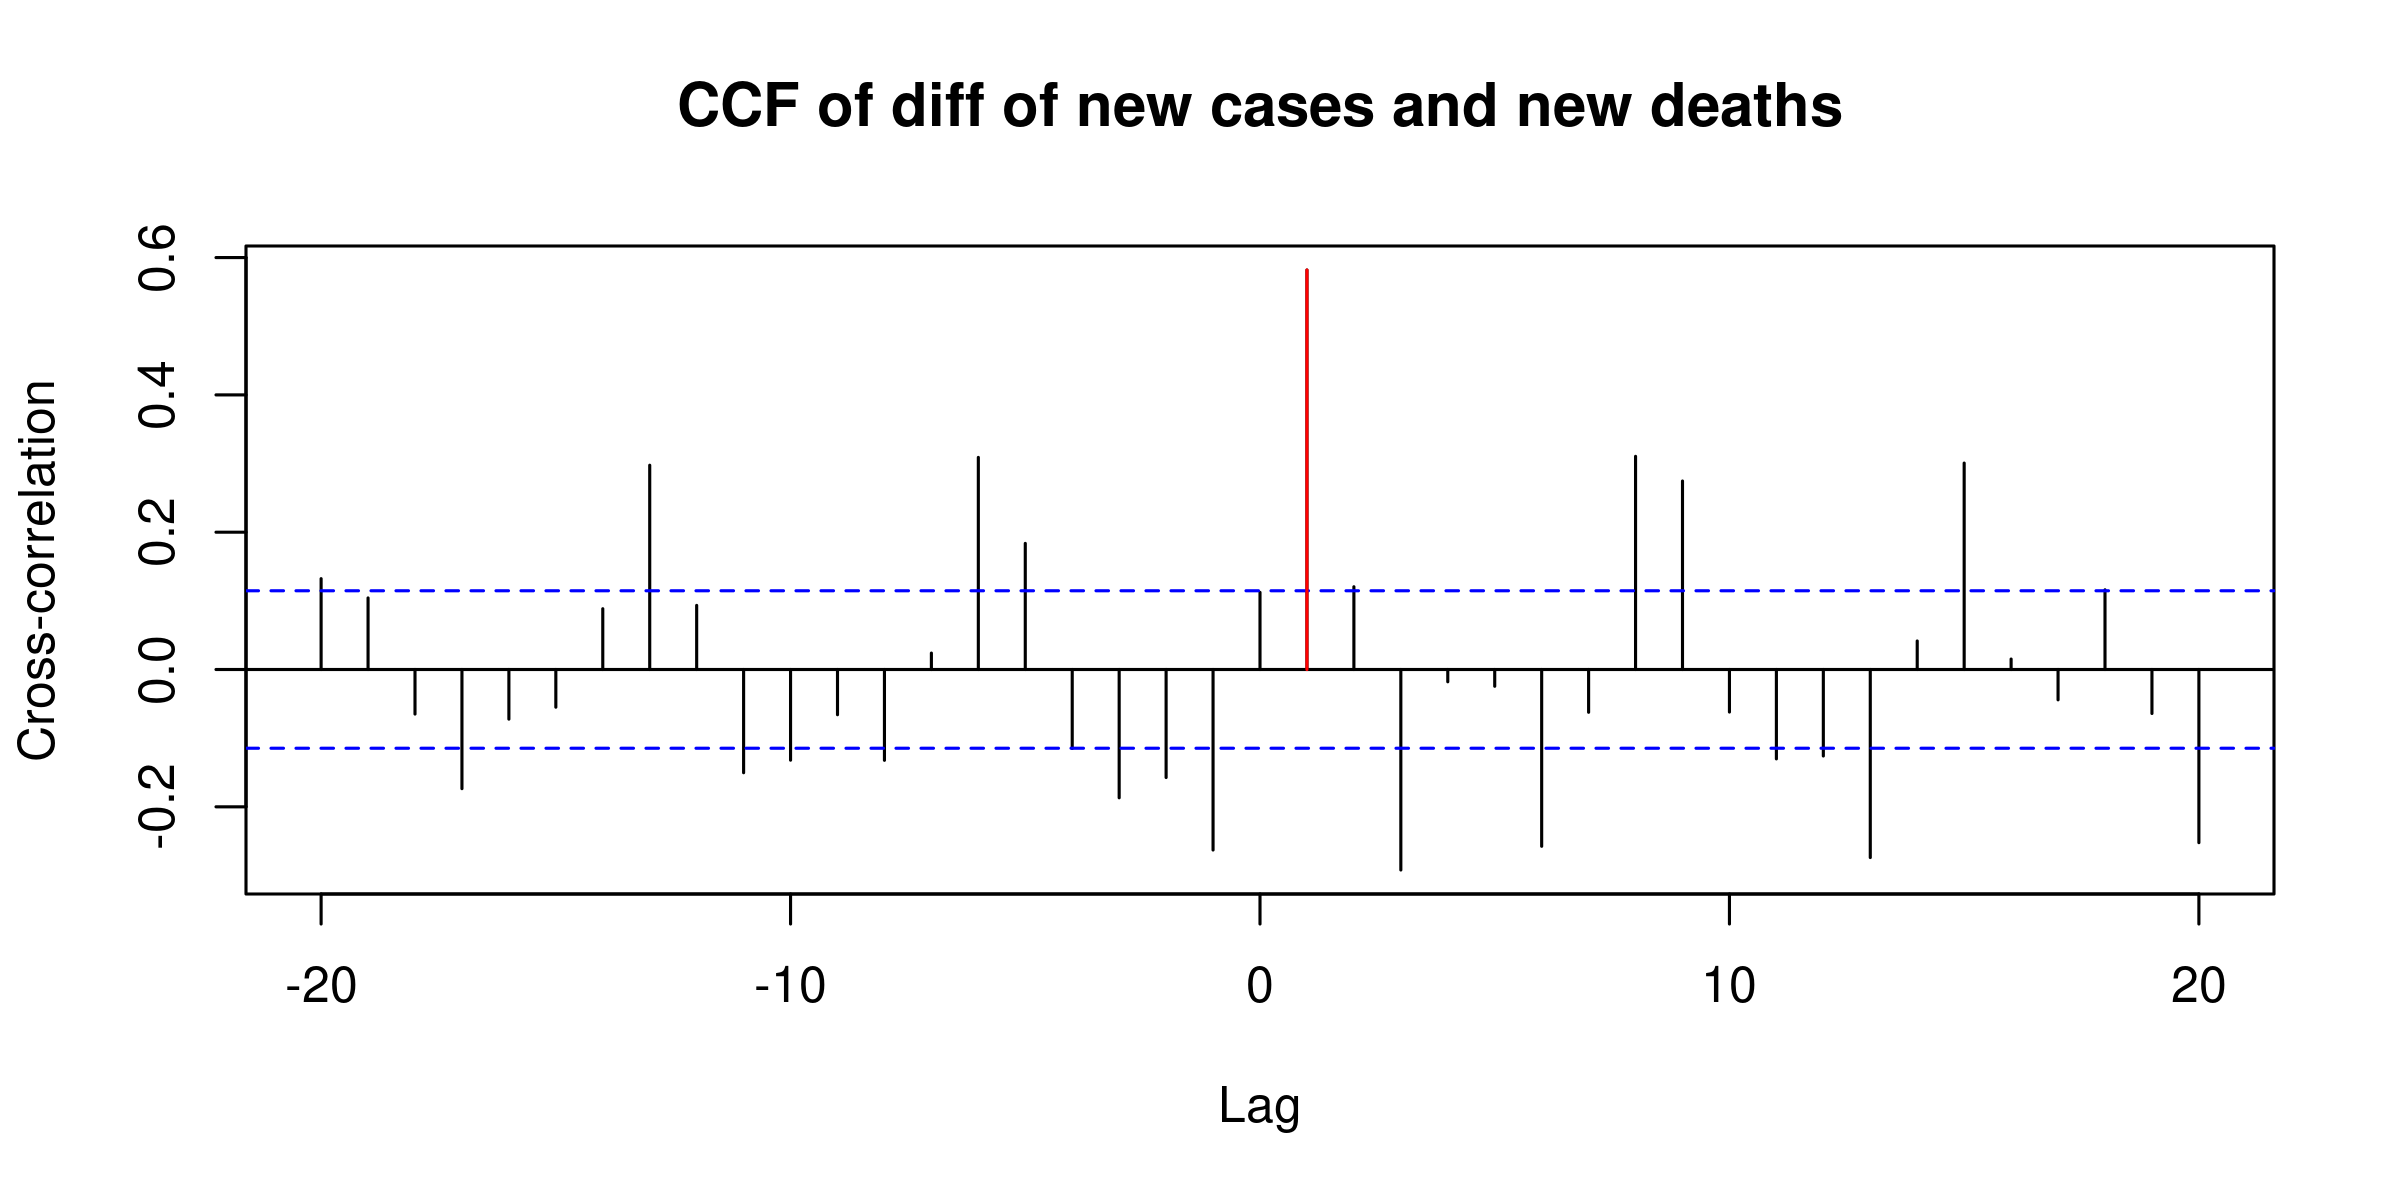 CCF of diff of new cases and new deaths
Cross-correlation
0.6
0.4
0.2
0.0
-0.2
-20 -10 0 10 20
Lag